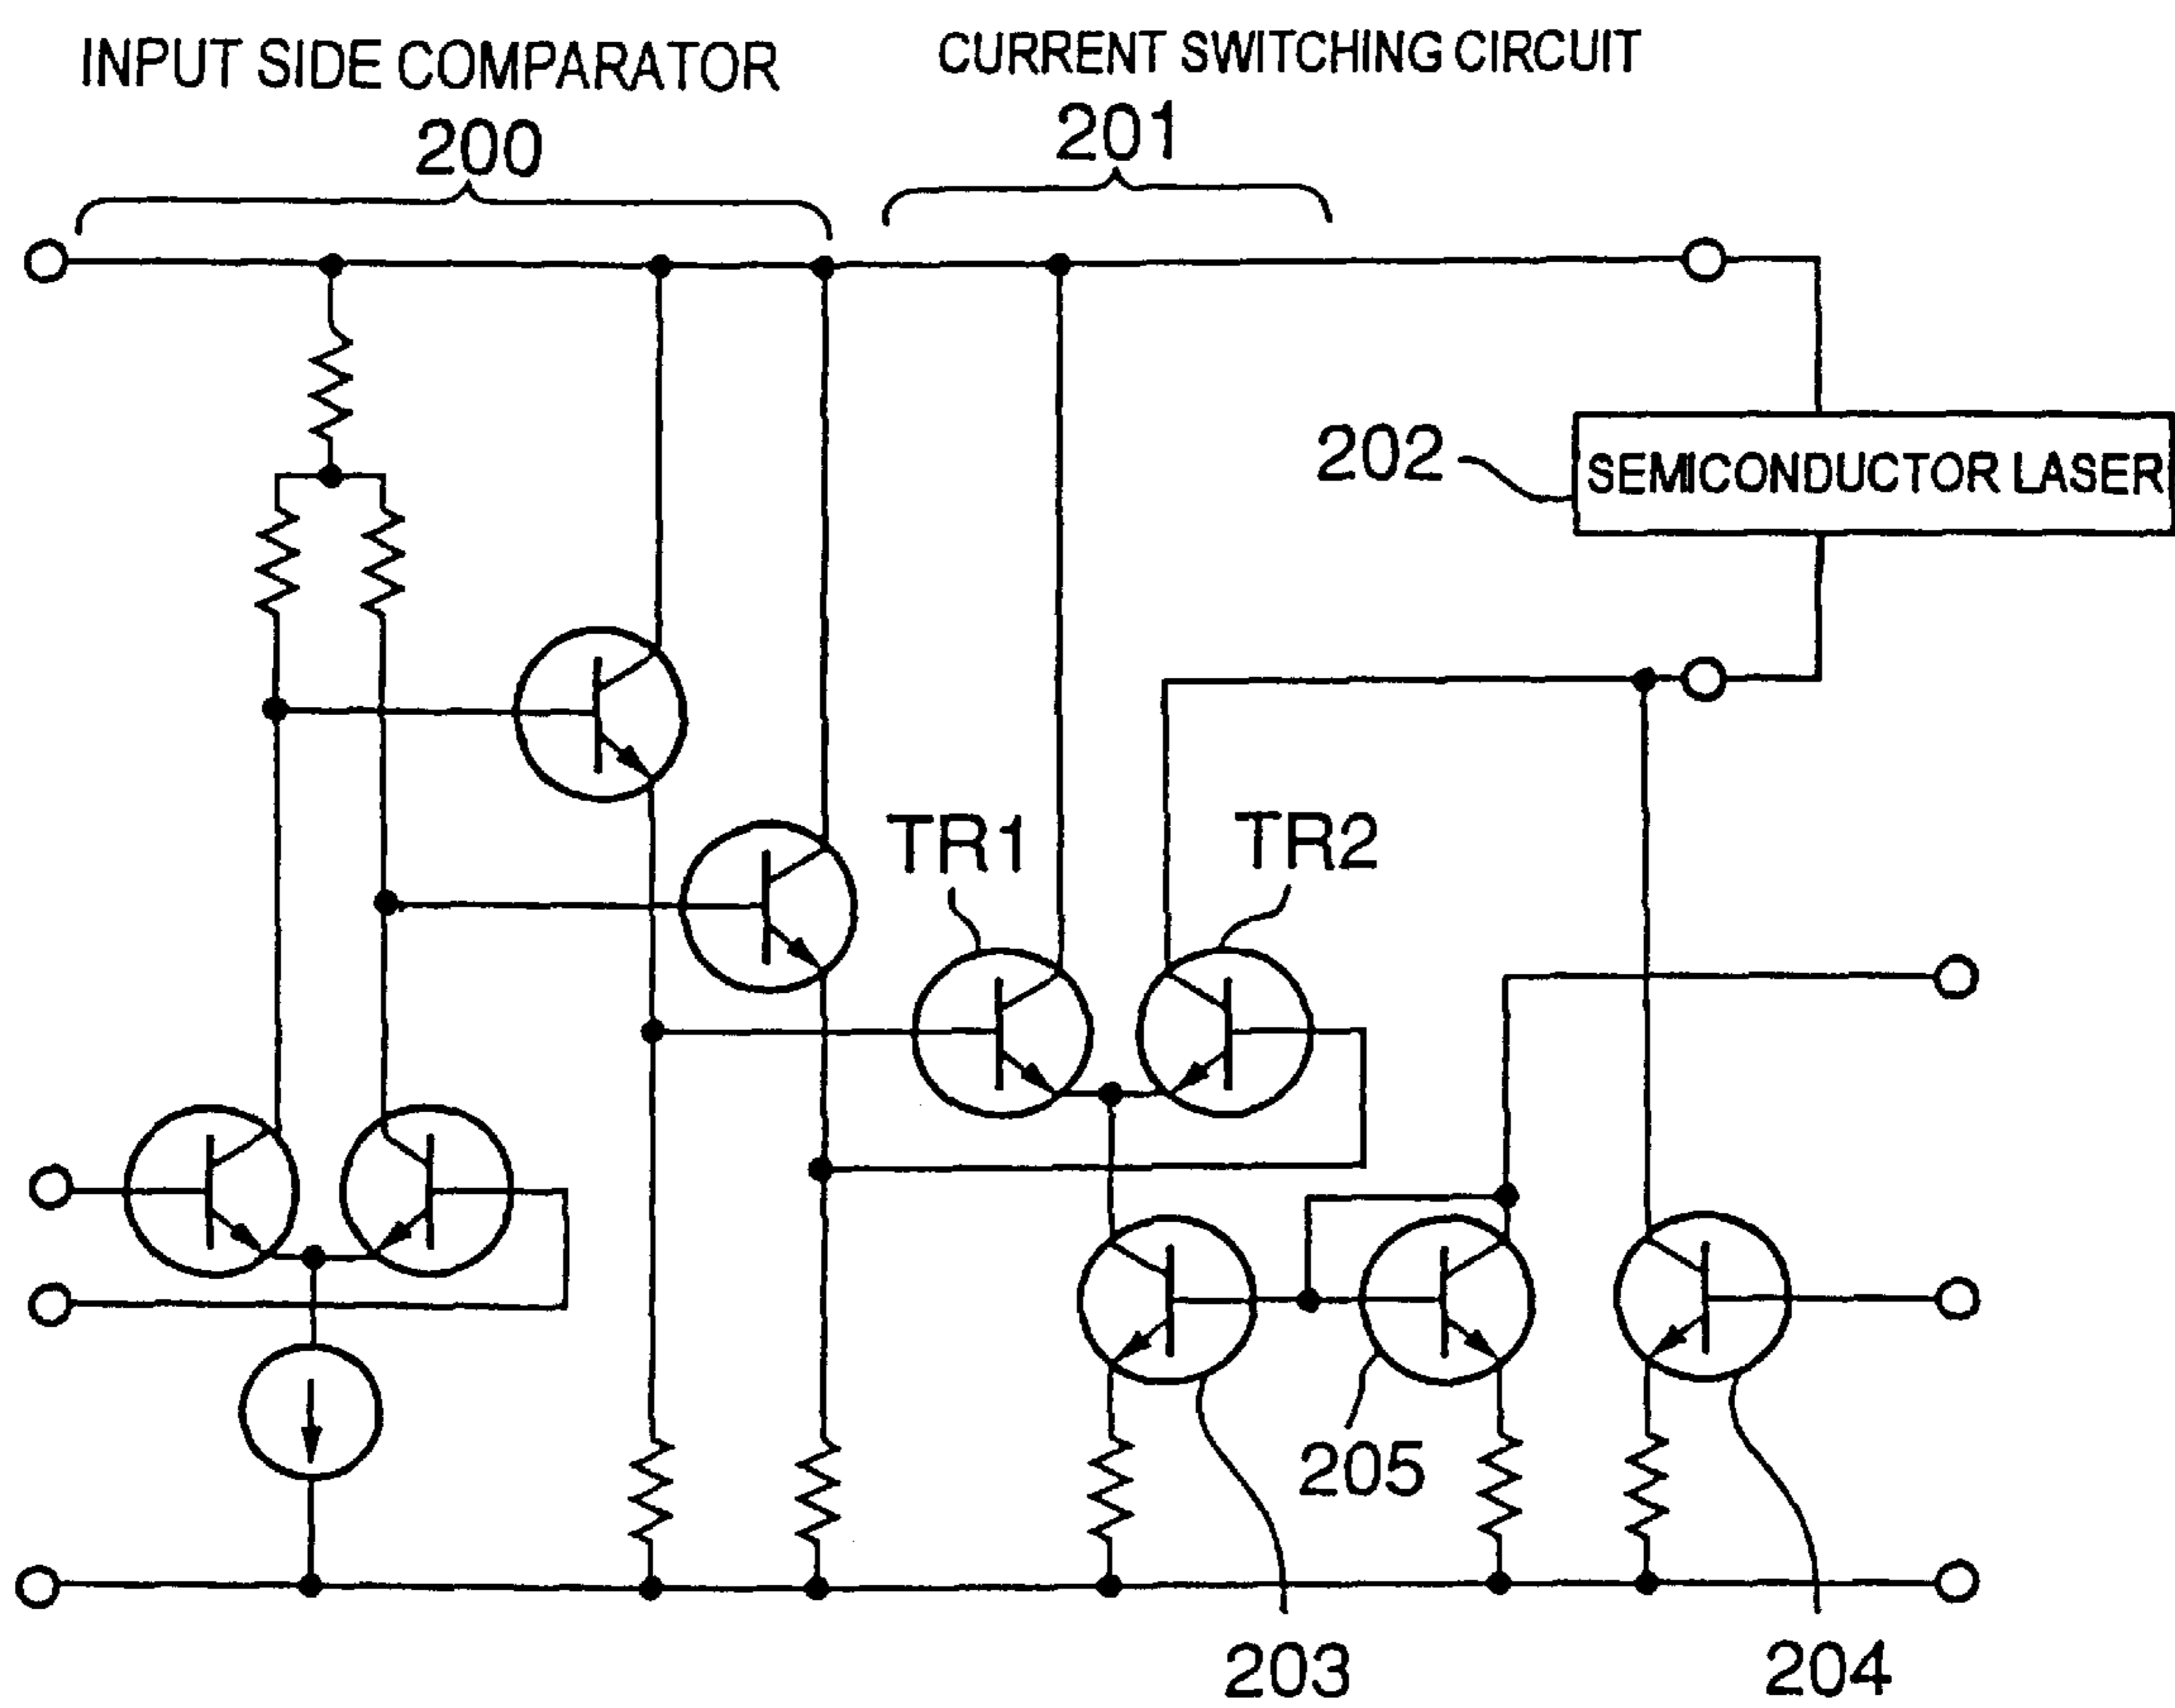 INPUT SIDE COMPARATOR
200
CURRENT SWITCHING CIRCUIT
201
202
SEMICONDUCTOR LASER
TR1
TR2
205
203
204